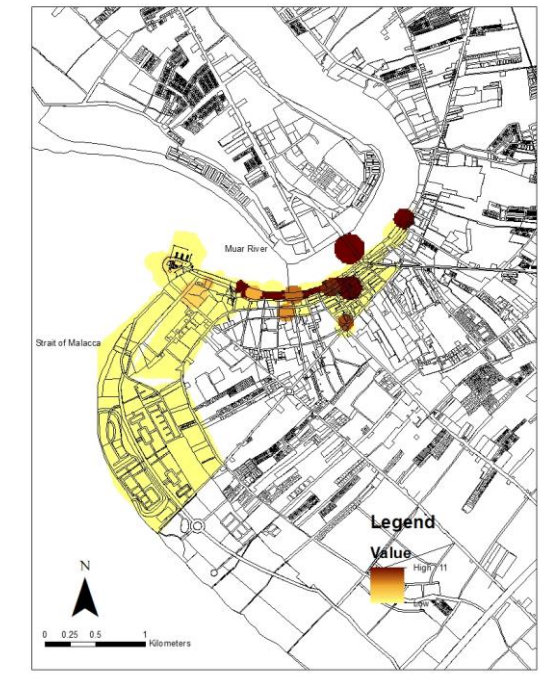 Muar River
Strait of Malacca
Legend
Value
High : 11
Low
N
0 0.25 0.5 1
Kilometers